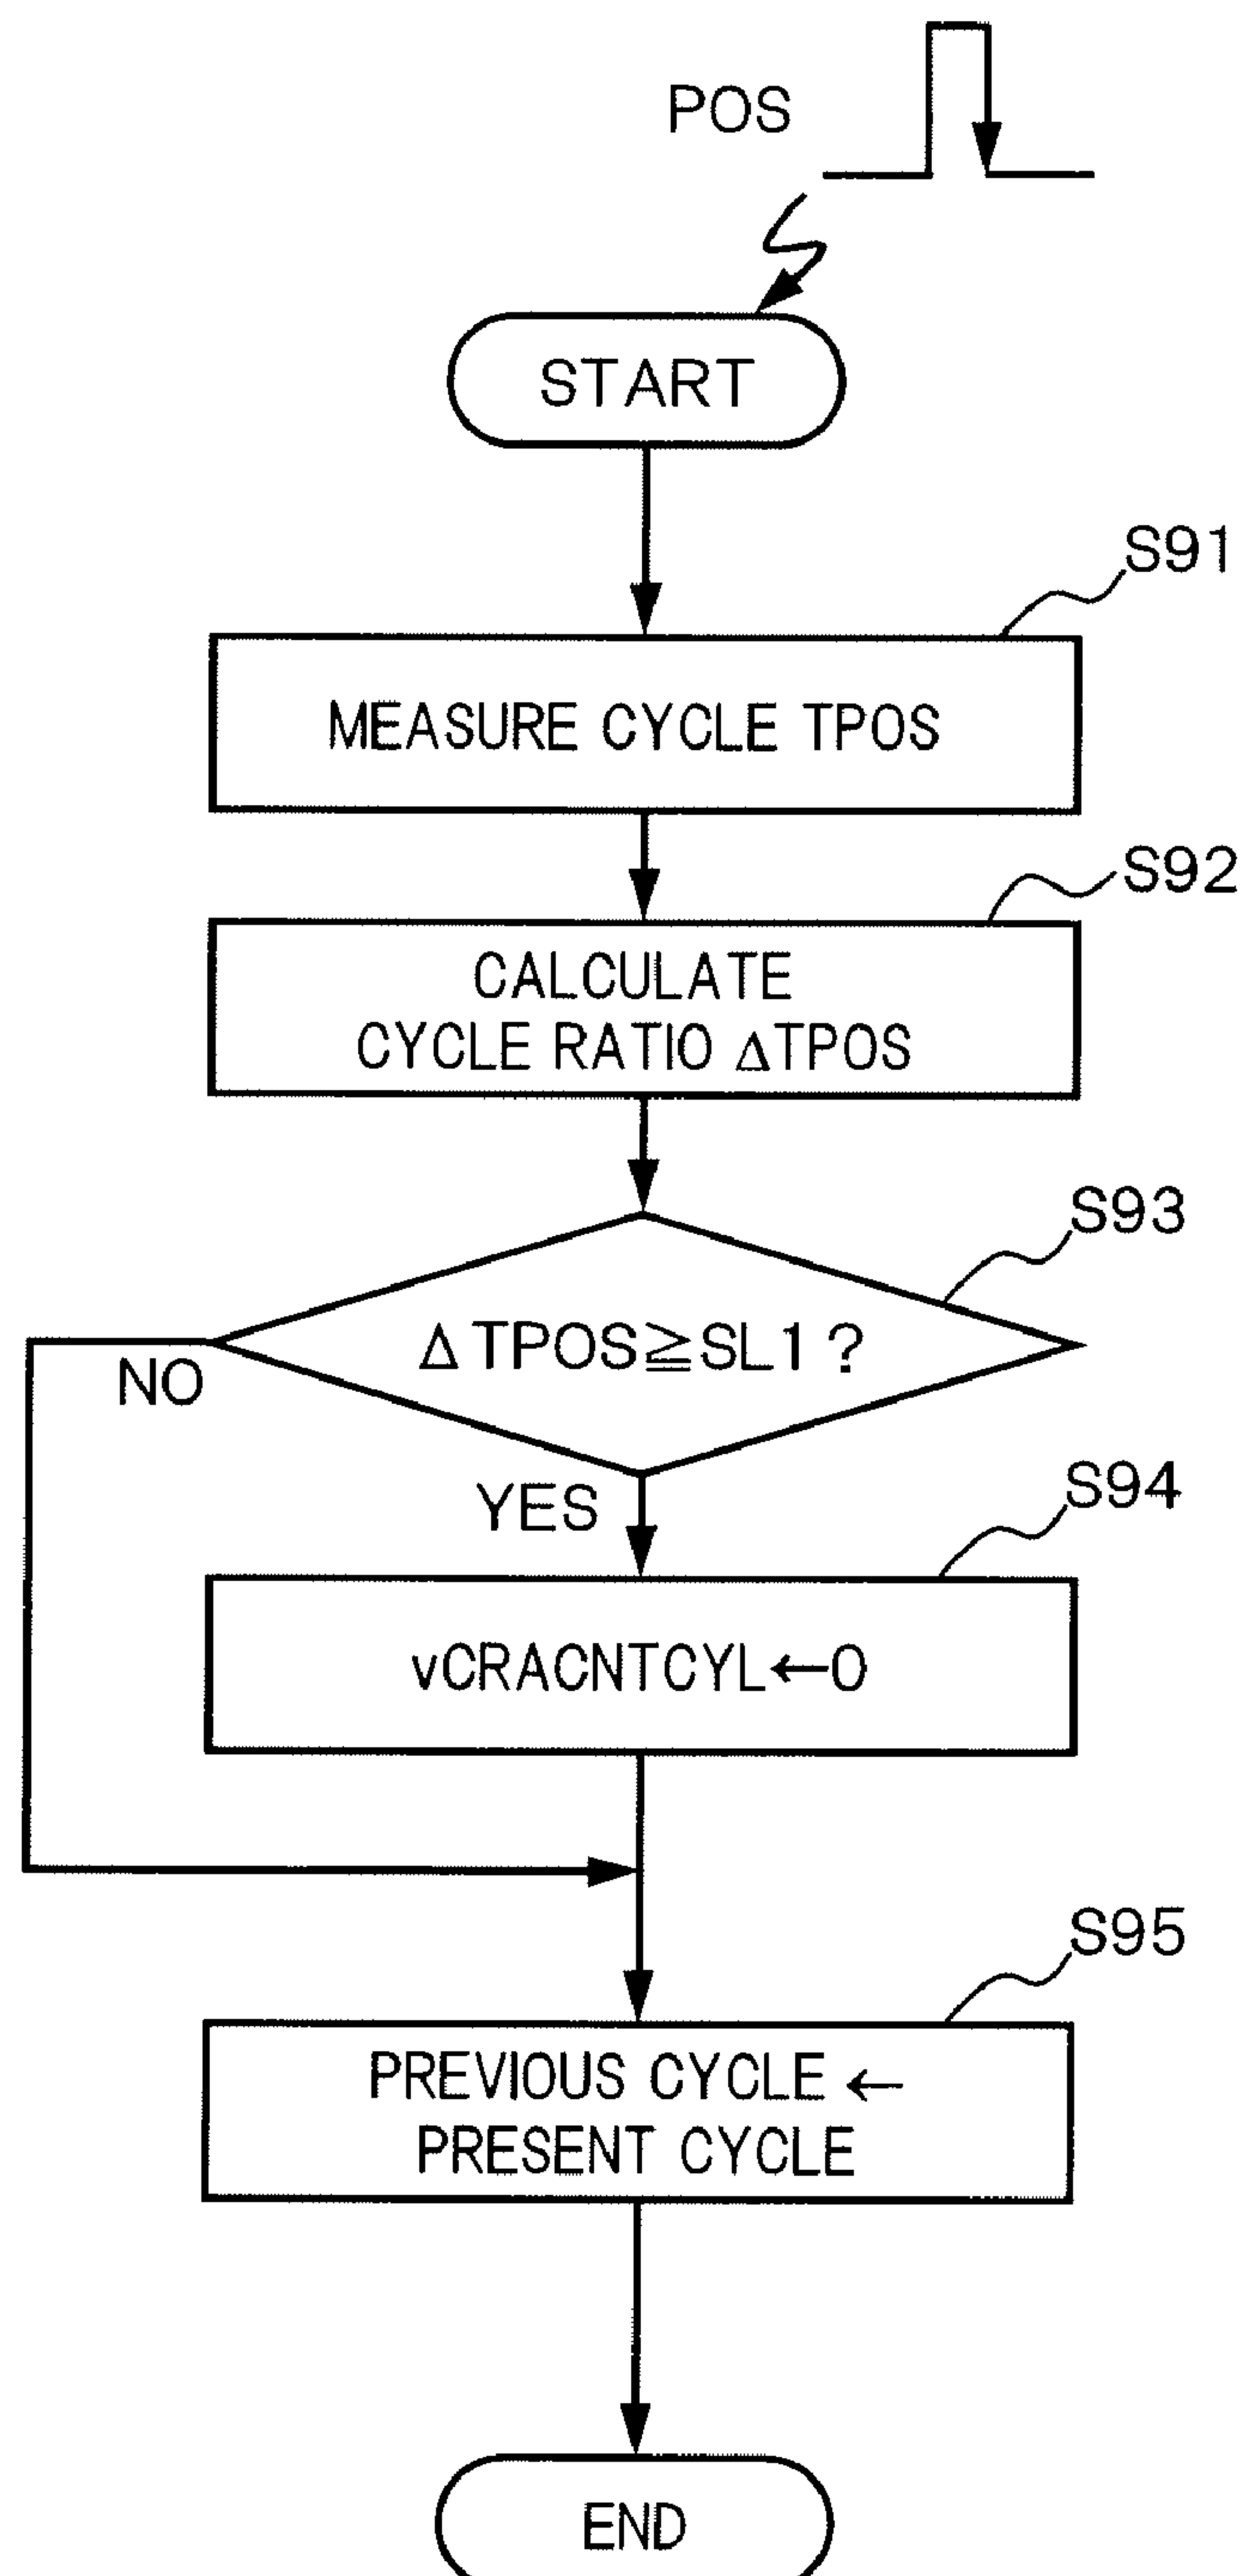 POS
START
S91
MEASURE CYCLE TPOS
S92
CALCULATE
CYCLE RATIO ΔTPOS
S93
ΔTPOS≧SL1?
NO
YES
S94
vCRACNTCYL←0
S95
PREVIOUS CYCLE ←
PRESENT CYCLE
END